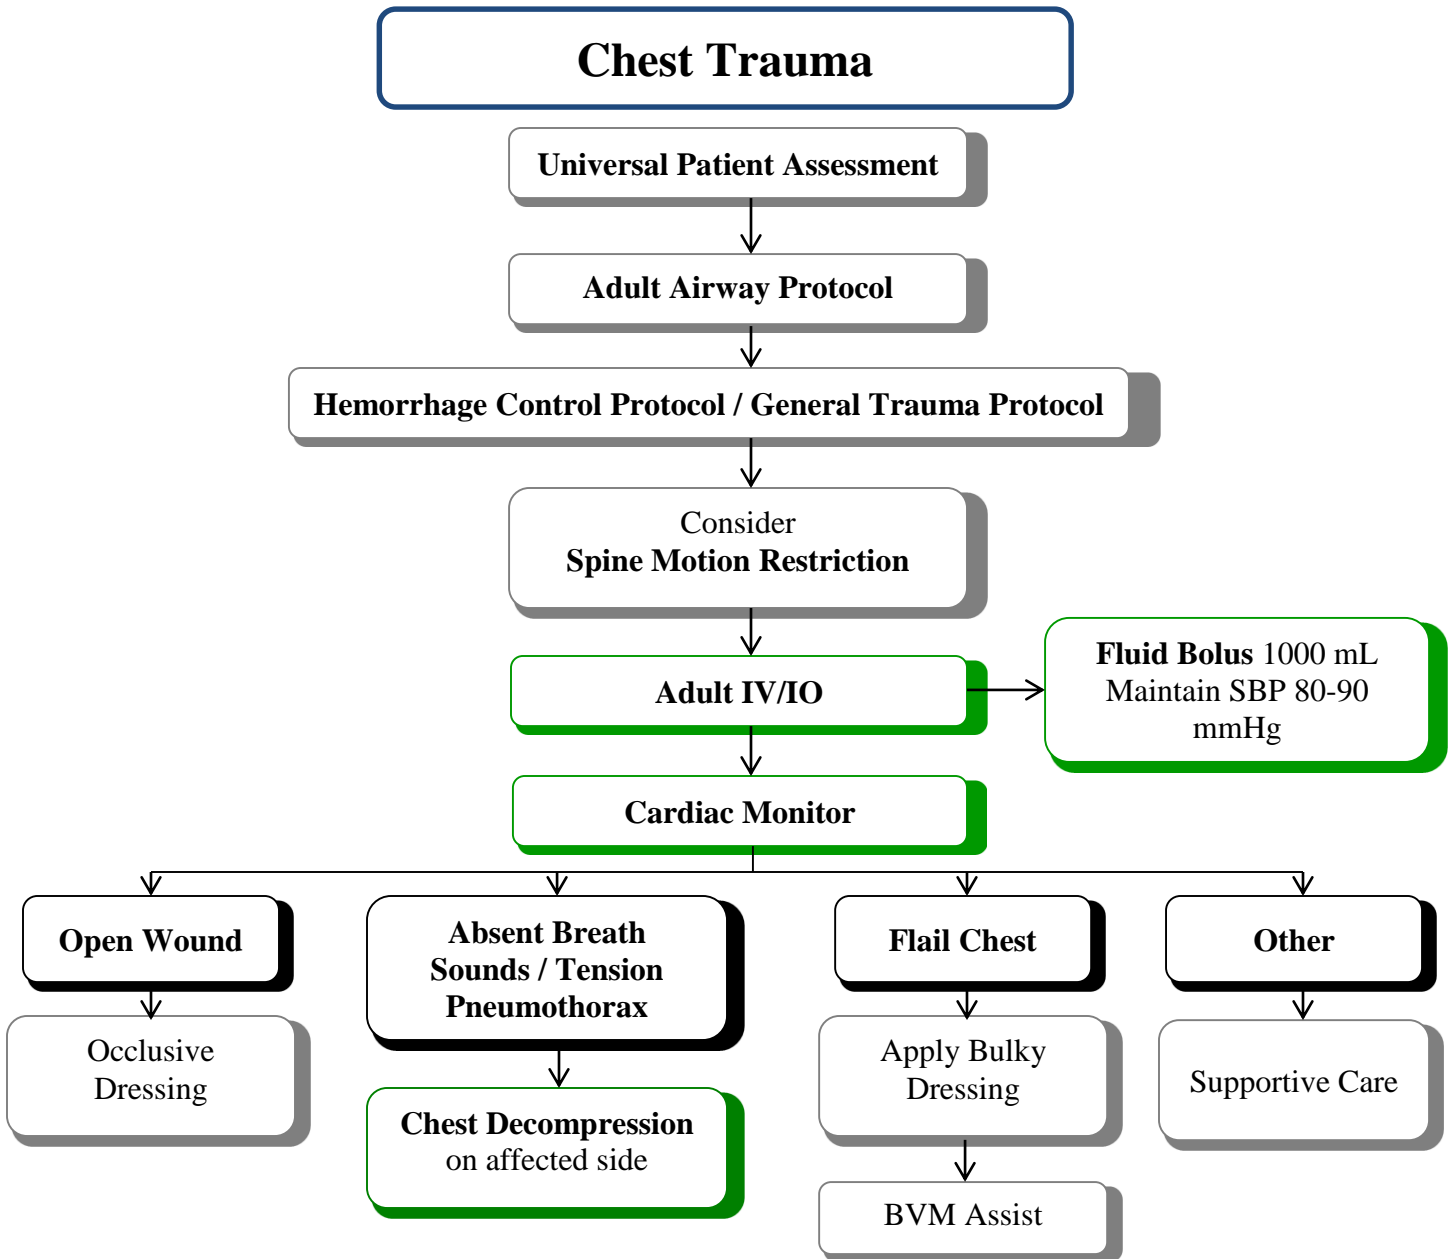 Chest Trauma
Universal Patient Assessment
Adult Airway Protocol
Hemorrhage Control Protocol / General Trauma Protocol
Consider
Spine Motion Restriction
Adult IV/IO
Fluid Bolus 1000 mL
Maintain SBP 80-90
mmHg
Cardiac Monitor
Open Wound
Occlusive
Dressing
Absent Breath
Sounds / Tension
Pneumothorax
Chest Decompression
on affected side
Flail Chest
Apply Bulky
Dressing
BVM Assist
Other
Supportive Care